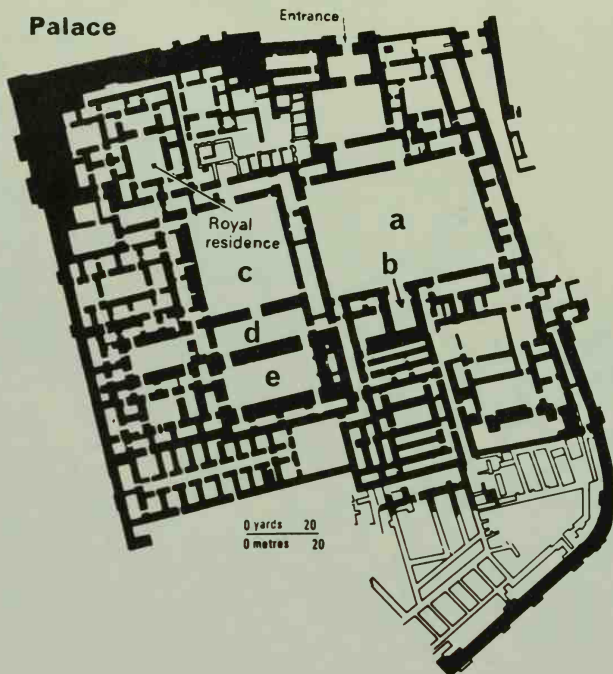 Entrance
Palace
a
Royal
residence
b
c
d
e
0 yards 20
0 metres 20